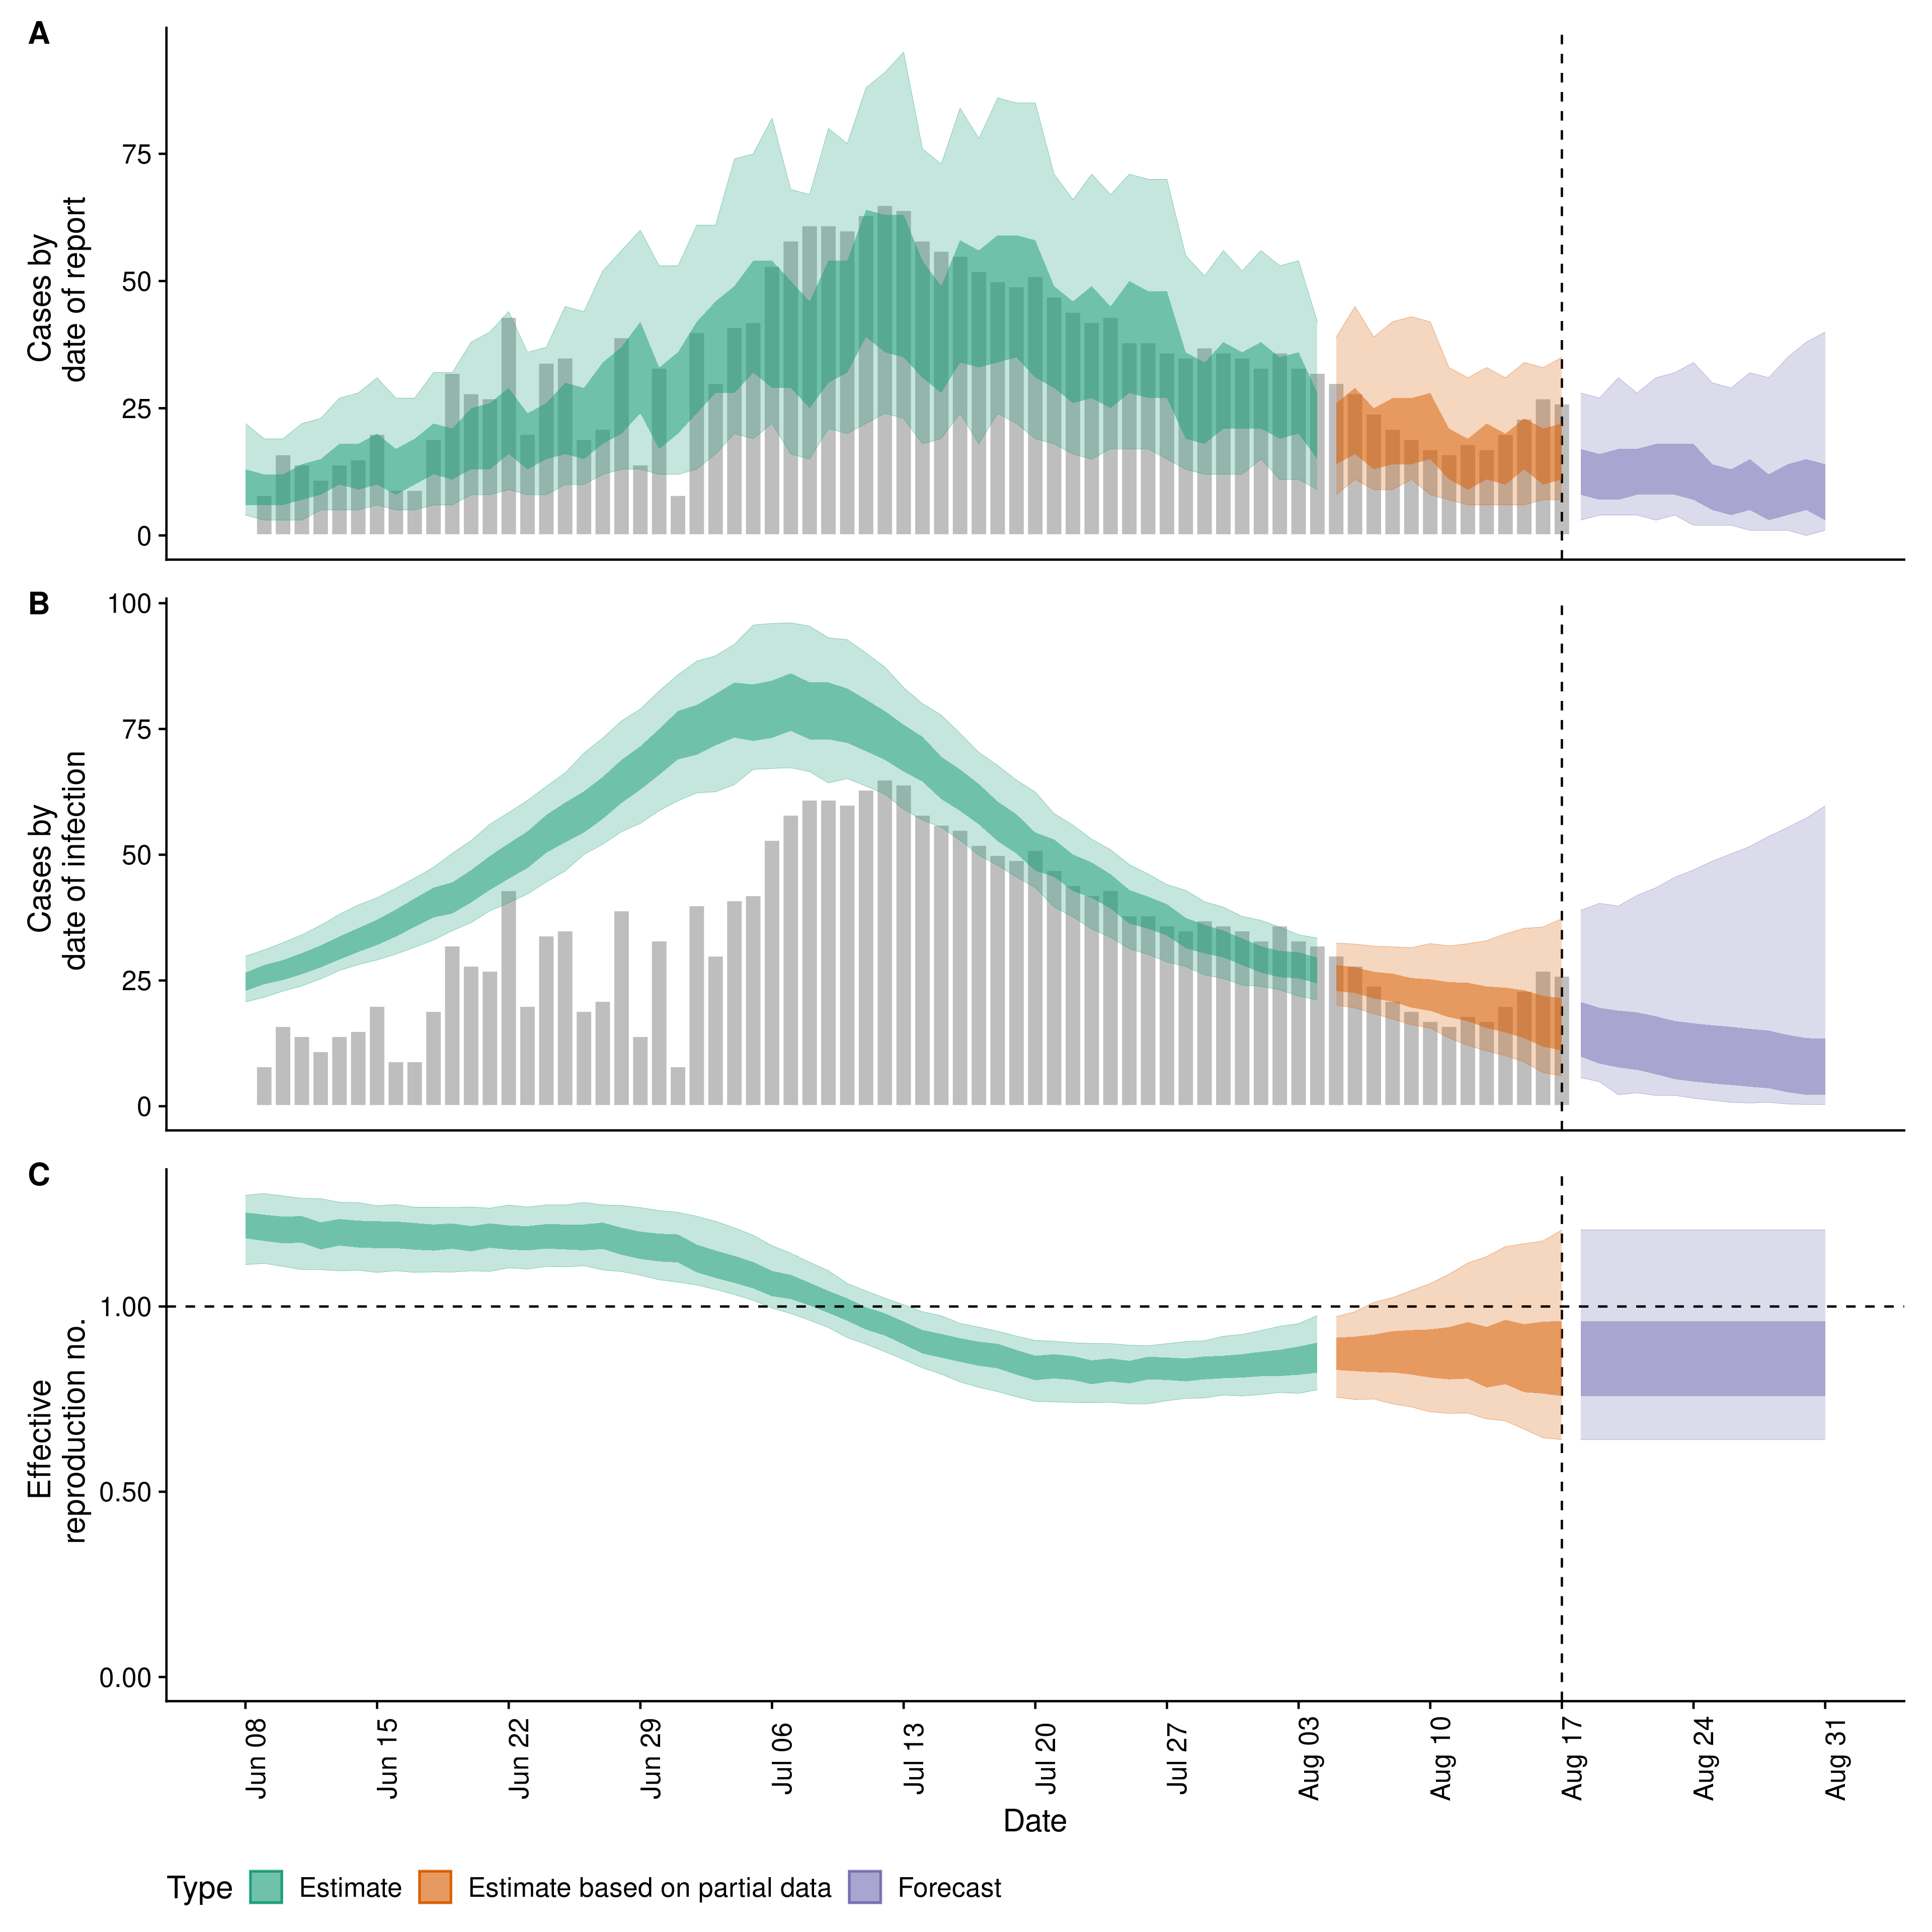 A
Cases by
date of report
75
50
25
0
B
Cases by
date of infection
100
75
50
25
0
C
Effective
reproduction no.
1.00
0.50
0.00
Jun 08
Jun 15
Jun 22
Jun 29
Jul 06
Jul 13
Jul 20
Jul 27
Aug 03
Aug 10
Aug 17
Aug 24
Aug 31
Date
Type Estimate Estimate based on partial data Forecast